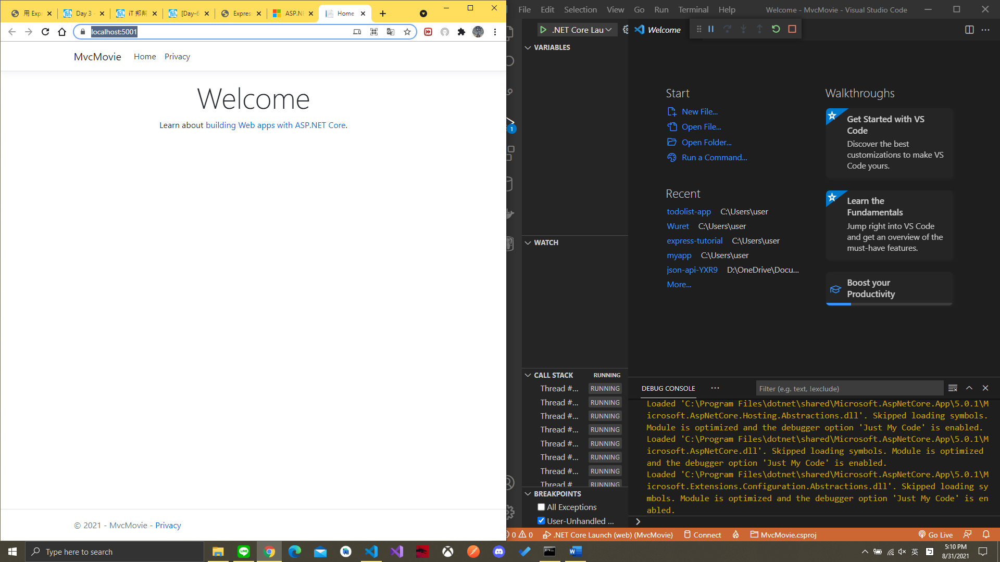 用 Exp
Day 3 -
iT 邦幫
[Day-6
Expres
ASP.NE
Home
localhost:5001
MvcMovie Home Privacy
Welcome
Learn about building Web apps with ASP.NET Core.
© 2021 - MvcMovie - Privacy
File Edit Selection View Go Run Terminal Help
Welcome - MvcMovie - Visual Studio Code
.NET Core Lau
Welcome
VARIABLES
WATCH
CALL STACK RUNNING
Thread #... RUNNING
Thread #... RUNNING
Thread #... RUNNING
Thread #... RUNNING
Thread #... RUNNING
Thread #... RUNNING
Thread #... RUNNING
Thread # RUNNING
BREAKPOINTS
All Exceptions
User-Unhandled ...
1
Start
New File...
Open File...
Open Folder...
Run a Command...
Recent
todolist-app C:\Users\user
Wuret C:\Users\user
express-tutorial C:\Users\user
myapp C:\Users\user
json-api-YXR9 D:\OneDrive\Docu...
More...
Walkthroughs
Get Started with VS
Code
Discover the best
customizations to make VS
Code yours.
Learn the
Fundamentals
Jump right into VS Code
and get an overview of the
must-have features.
Boost your
Productivity
DEBUG CONSOLE
Filter (e.g. text, !exclude)
Loaded 'C:\Program Files\dotnet\shared\Microsoft.AspNetCore.App\5.0.1\M
icrosoft.AspNetCore.Hosting.Abstractions.dll'. Skipped loading symbols.
Module is optimized and the debugger option 'Just My Code' is enabled.
Loaded 'C:\Program Files\dotnet\shared\Microsoft.AspNetCore.App\5.0.1\M
icrosoft.AspNetCore.dll'. Skipped loading symbols. Module is optimized
and the debugger option 'Just My Code' is enabled.
Loaded 'C:\Program Files\dotnet\shared\Microsoft.AspNetCore.App\5.0.1\M
icrosoft.Extensions.Configuration.Abstractions.dll'. Skipped loading sy
mbols. Module is optimized and the debugger option 'Just My Code' is en
abled.
0 0 .NET Core Launch (web) (MvcMovie) Connect MvcMovie.csproj Go Live
Type here to search
英
5:10 PM
8/31/2021